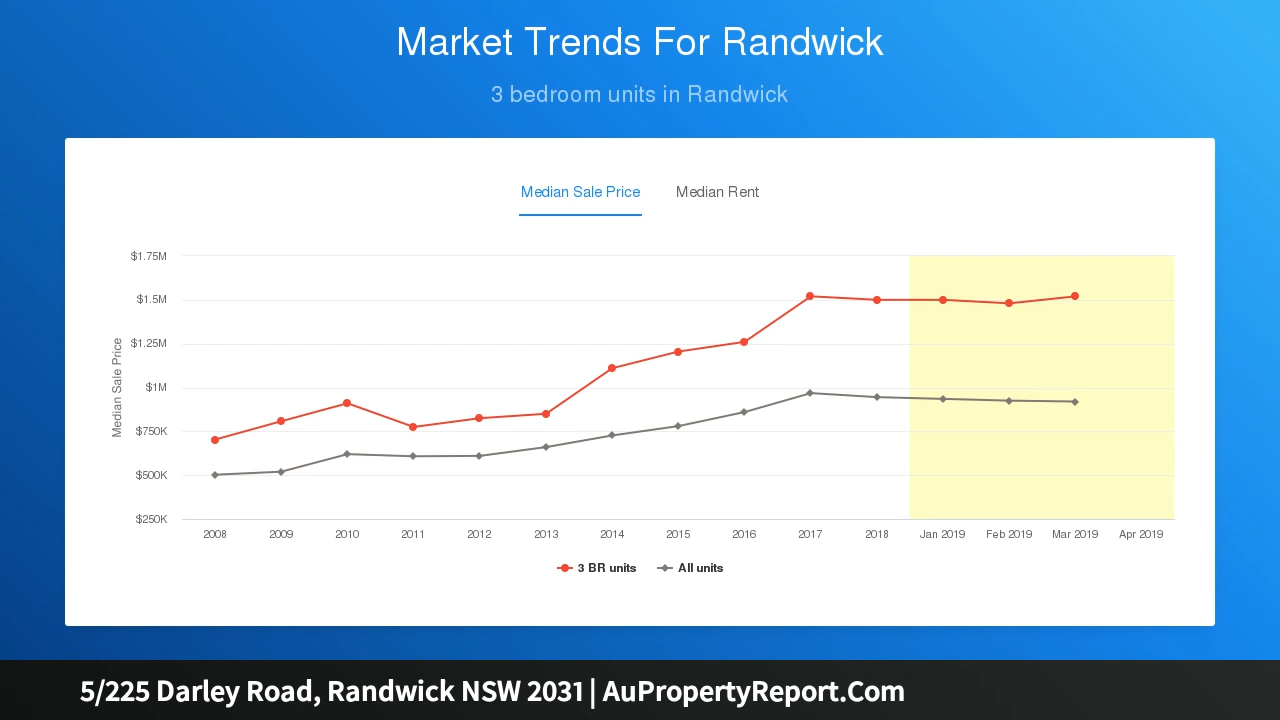 Market Trends For Randwick
3 bedroom units in Randwick
Median Sale Price Median Rent
Median Sale Price
$1.75M
$1.5M
$1.25M
$1M
$750K
$500K
$250K
2008 2009 2010 2011 2012 2013 2014 2015 2016 2017 2018 Jan 2019 Feb 2019 Mar 2019 Apr 2019
3 BR units All units
5/225 Darley Road, Randwick NSW 2031 | AuPropertyReport.Com